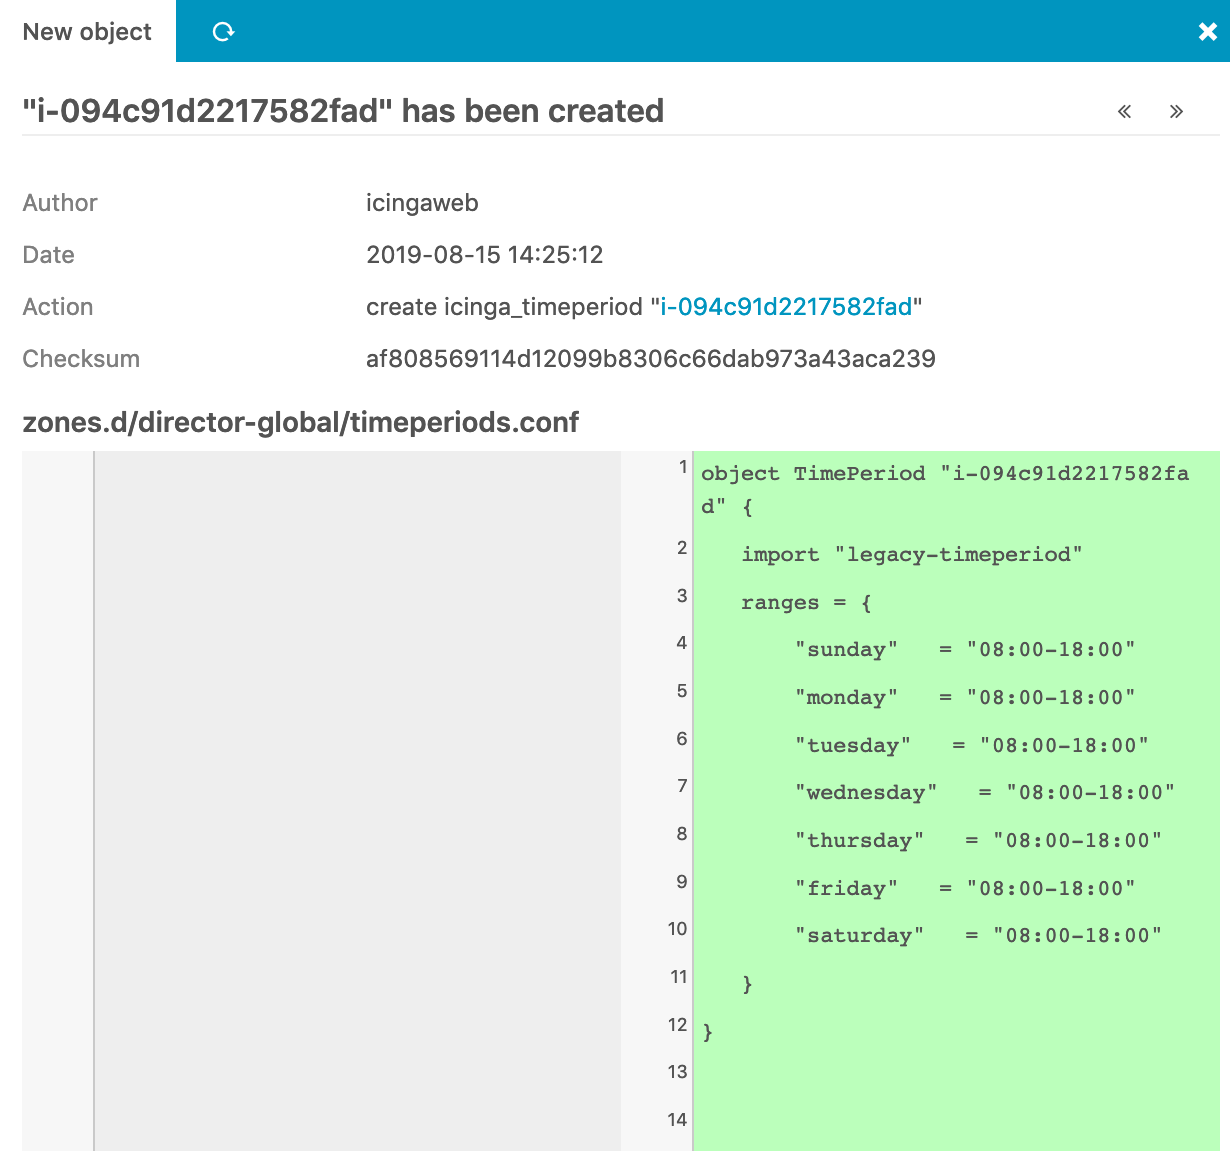 New object
"i-094c91d2217582fad" has been created
Author icingaweb
Date 2019-08-15 14:25:12
Action create icinga_timeperiod "i-094c91d2217582fad"
Checksum af808569114d12099b8306c66dab973a43aca239
zones.d/director-global/timeperiods.conf
1 object TimePeriod "i-094c91d2217582fa
d" {
2 import "legacy-timeperiod"
3 ranges = {
4 "sunday" = "08:00-18:00"
5 "monday" = "08:00-18:00"
6 "tuesday" = "08:00-18:00"
7 "wednesday" = "08:00-18:00"
8 "thursday" = "08:00-18:00"
9 "friday" = "08:00-18:00"
10 "saturday" = "08:00-18:00"
11 }
12 }
13
14